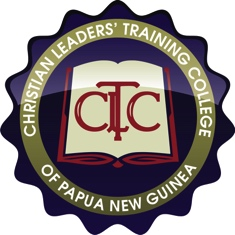 CHRISTIAN LEADERS' TRAINING COLLEGE
CLTC
OF PAPUA NEW GUINEA